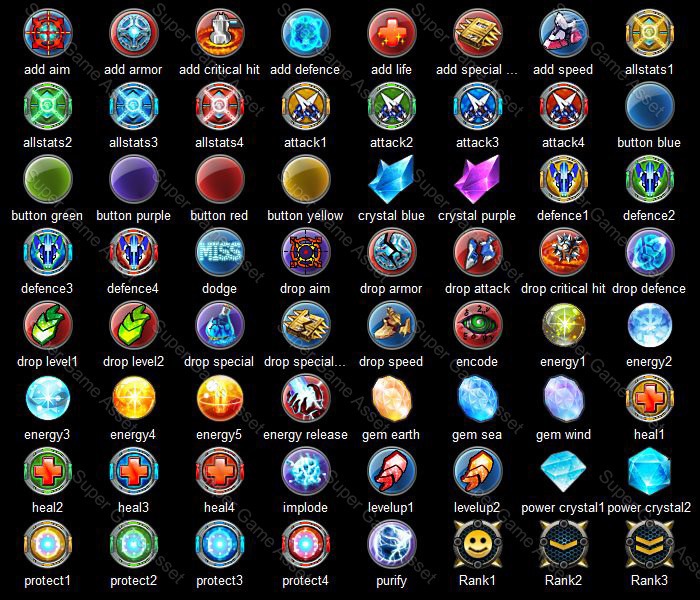 add aim add armor add critical hit add defence add life add special ... add speed allstats1
allstats2 allstats3 allstats4 attack1 attack2 attack3 attack4 button blue
button green button purple button red button yellow crystal blue crystal purple defence1 defence2
MISS
defence3 defence4 dodge drop aim drop armor drop attack drop critical hit drop defence
drop level1 drop level2 drop special drop special... drop speed encode energy1 energy2
energy3 energy4 energy5 energy release gem earth gem sea gem wind heal1
heal2 heal3 heal4 implode levelup1 levelup2 power crystal1 power crystal2
protect1 protect2 protect3 protect4 purify Rank1 Rank2 Rank3
Super Game Asset